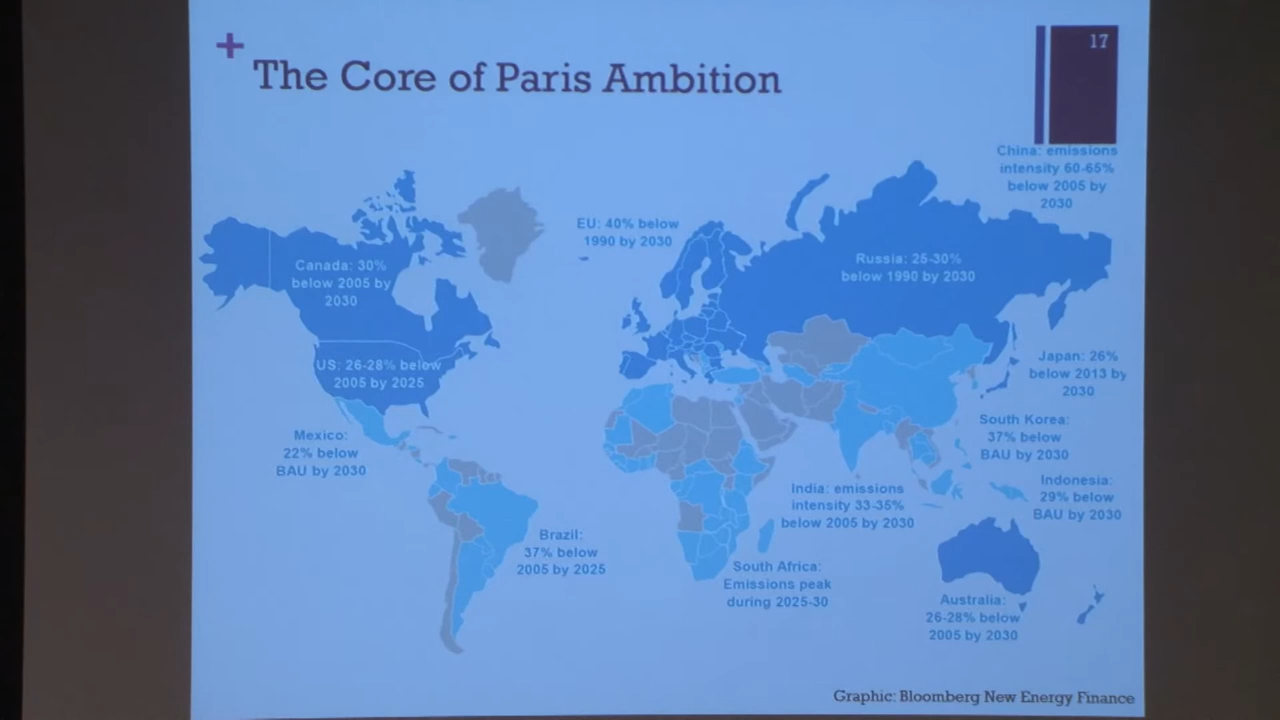 +
The Core of Paris Ambition
17
China: emissions
intensity 60-65%
below 2005 by
2030
EU: 40% below
1990 by 2030
Canada: 30%
below 2005 by
2030
Russia: 25-30%
below 1990 by 2030
US: 26-28% below
2005 by 2025
Japan: 26%
below 2013 by
2030
Mexico:
22% below
BAU by 2030
South Korea:
37% below
BAU by 2030
India: emissions
intensity 33-35%
below 2005 by 2030
Indonesia:
29% below
BAU by 2030
Brazil:
37% below
2005 by 2025
South Africa:
Emissions peak
during 2025-30
Australia:
26-28% below
2005 by 2030
Graphic: Bloomberg New Energy Finance